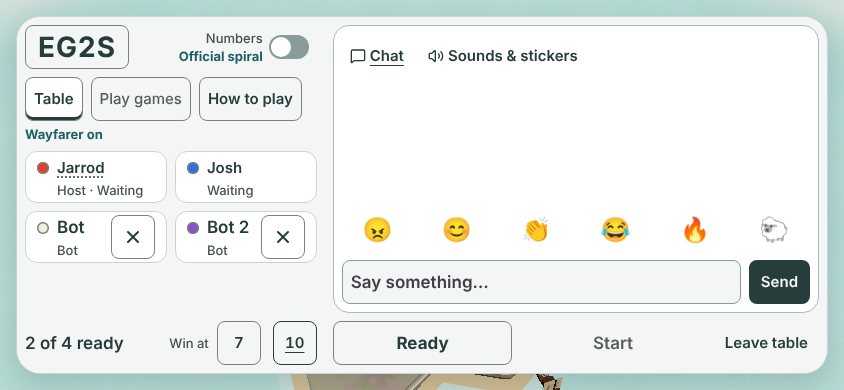 EG2S
Numbers
Official spiral
Table
Play games
How to play
Wayfarer on
Jarrod
Host · Waiting
Josh
Waiting
Bot
Bot
Bot 2
Bot
2 of 4 ready
Win at
7
10
Chat
Sounds & stickers
Say something...
Send
Ready
Start
Leave table